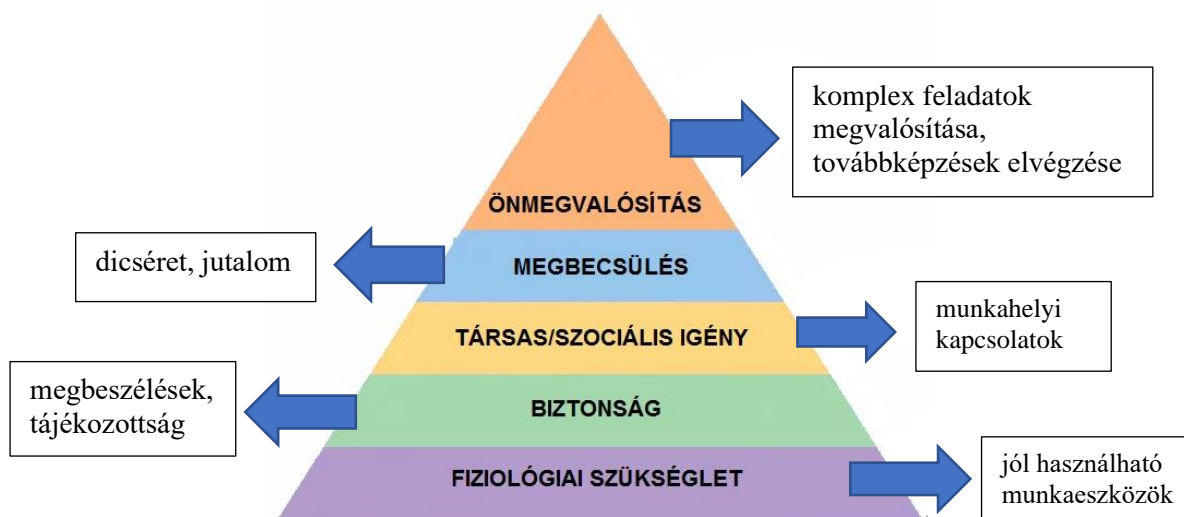 komplex feladatok
megvalósítása,
továbbképzések elvégzése
ÖNMEGVALÓSÍTÁS
dicséret, jutalom
MEGBECSÜLÉS
munkahelyi
kapcsolatok
TÁRSAS/SZOCIÁLIS IGÉNY
megbeszélések,
tájékozottság
BIZTONSÁG
jól használható
munkaeszközök
FIZIOLÓGIAI SZÜKSÉGLET